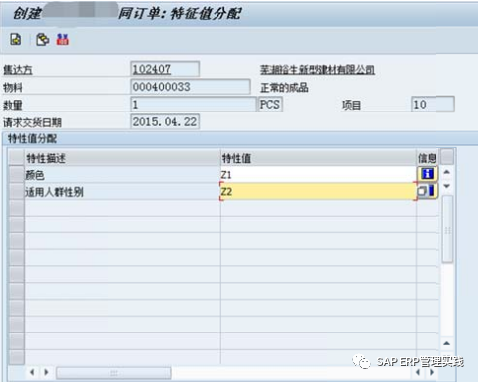 创建 同订单:特征值分配
售达方 102407 芜湖裕生新型建材有限公司
物料 000400033 正常的成品
数量 1 PCS 项目 10
请求交货日期 2015.04.22
特性值分配
特性描述 特性值 信息
颜色 Z1
适用人群性别 Z2
SAP ERP管理实践